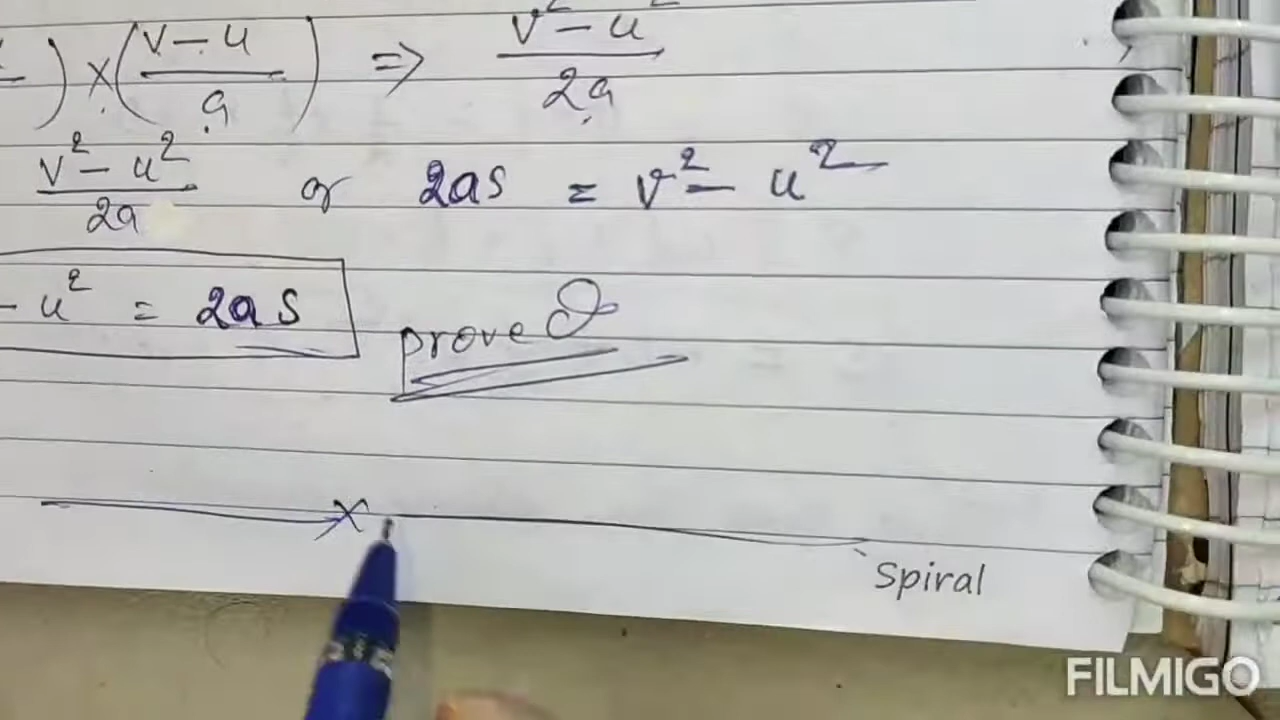 ) × (v - u / a) ⇒ v² - u² / 2a
v² - u² / 2a or 2as = v² - u²
- u² = 2as proved
×
Spiral
FILMIGO